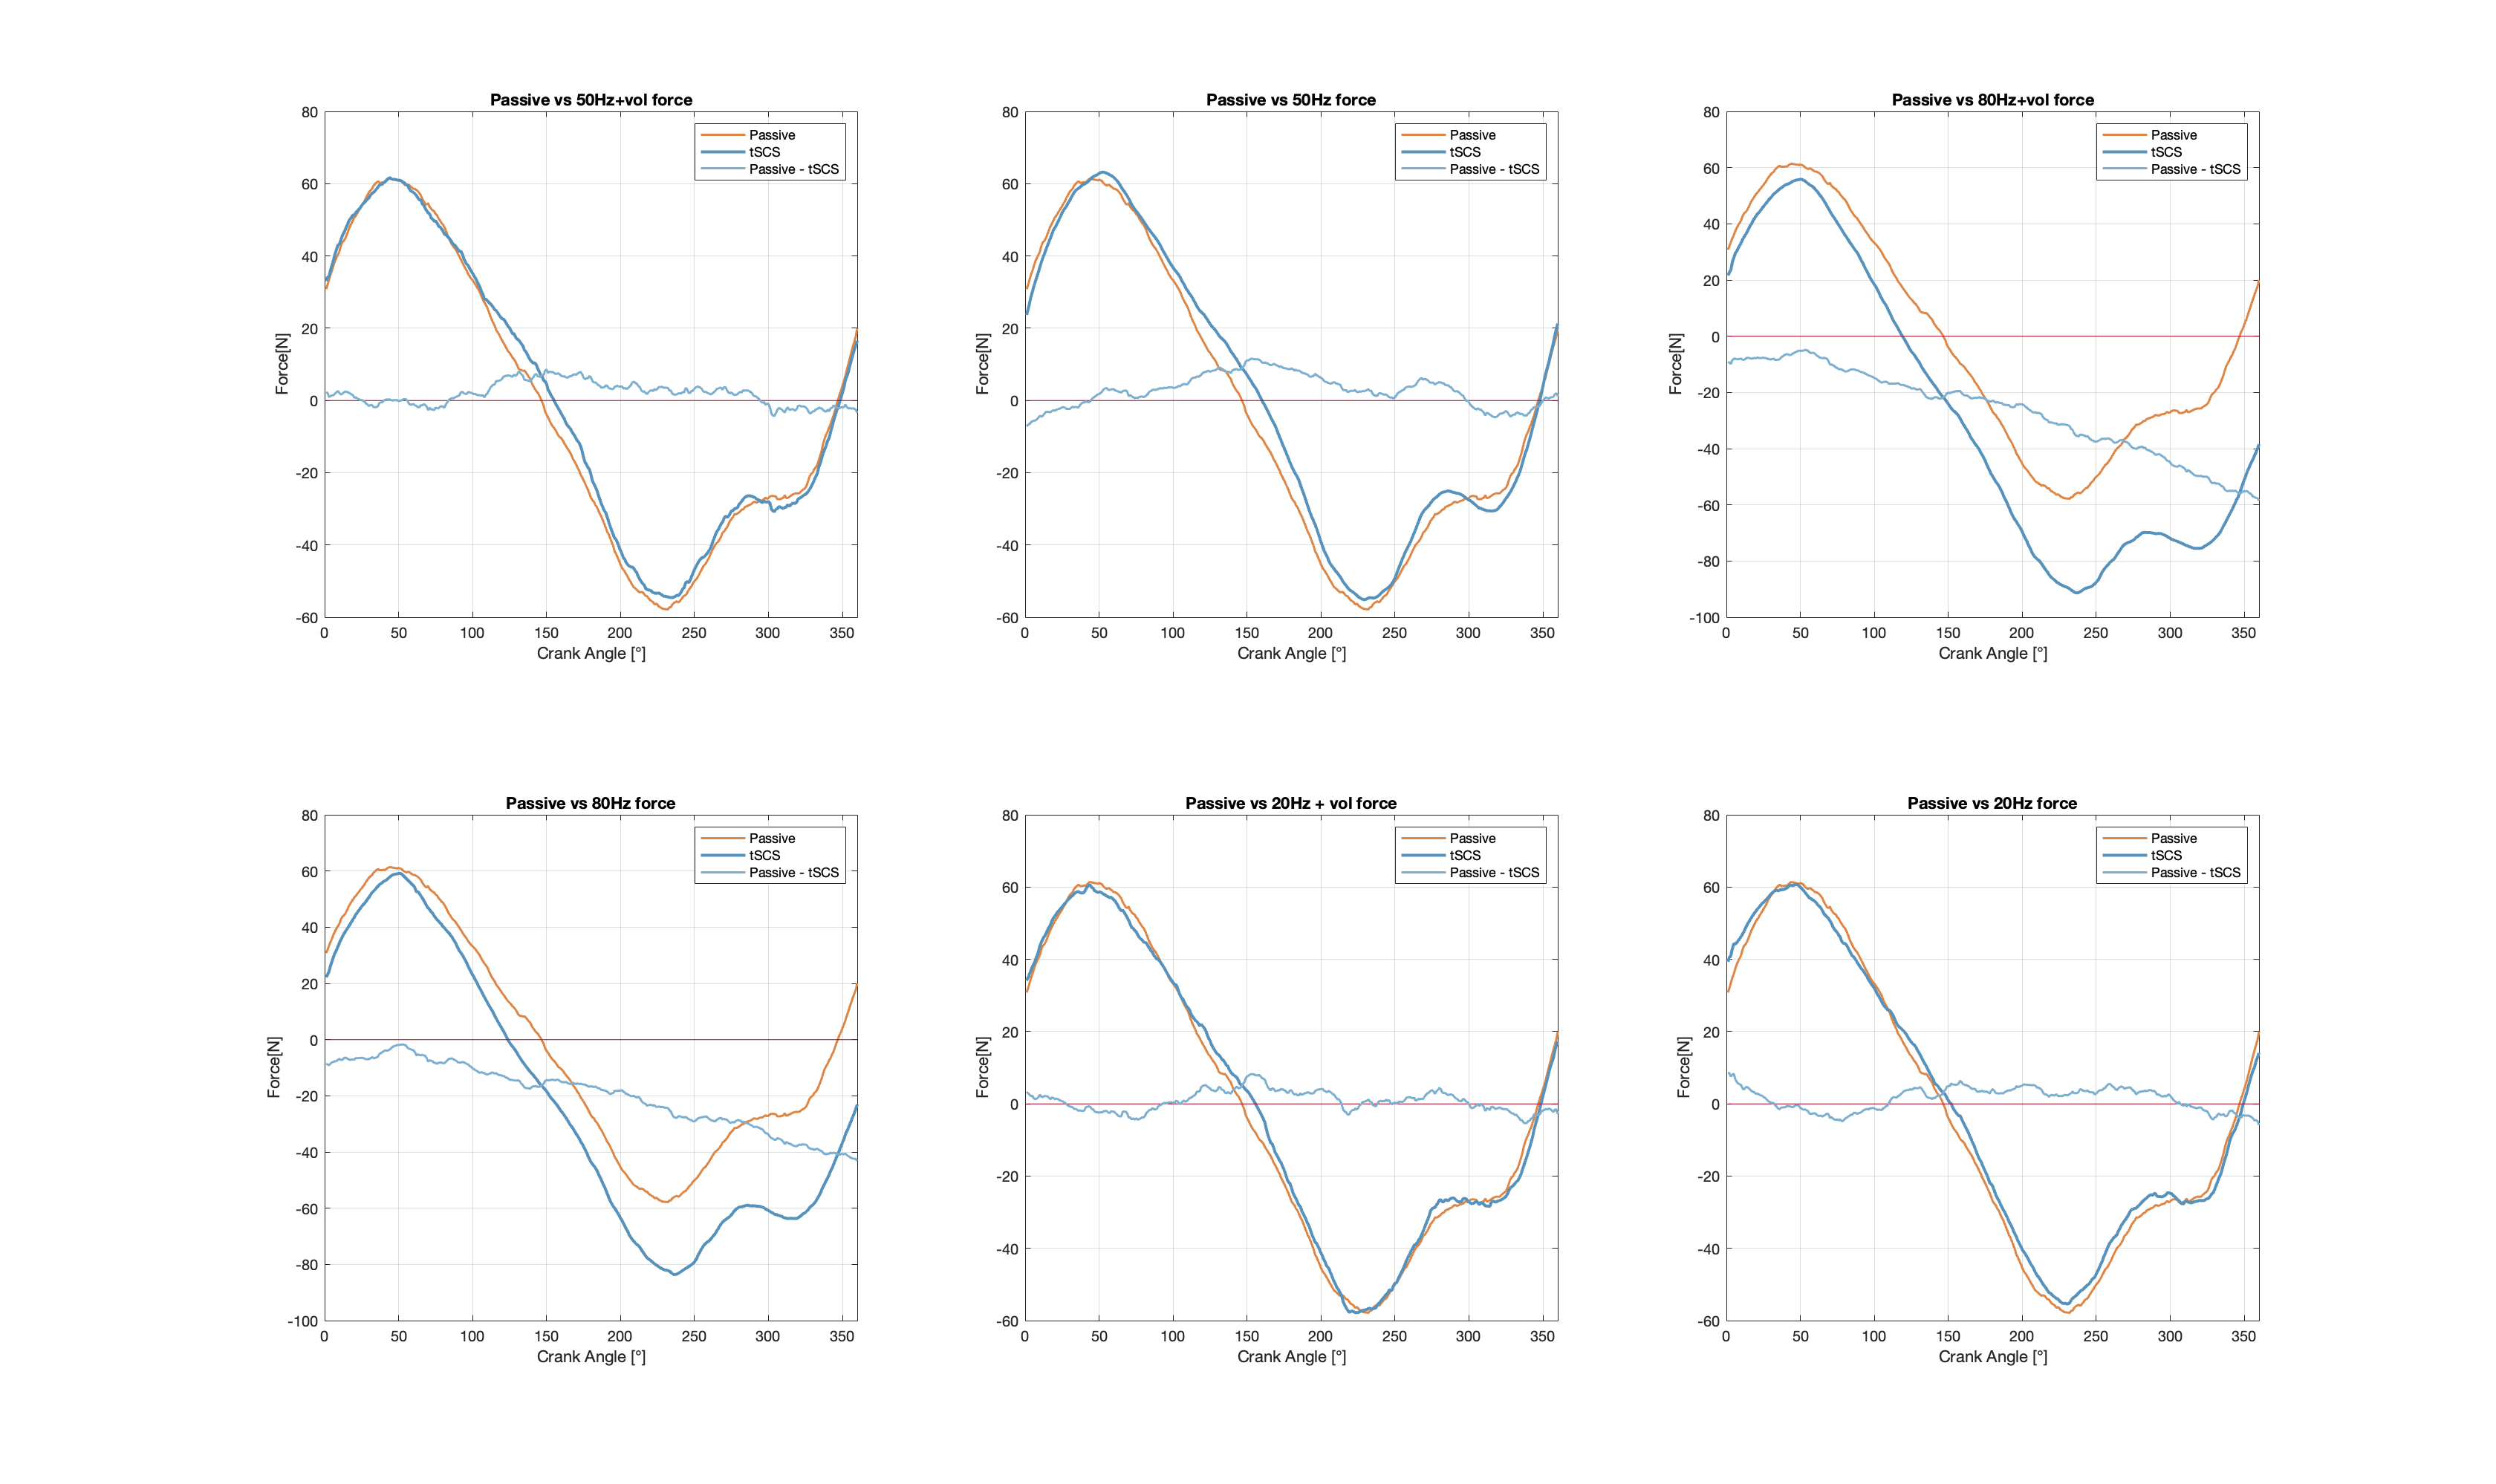 Passive vs 50Hz+vol force
Passive
tSCS
Passive - tSCS
80
60
40
20
0
-20
-40
-60
Force[N]
0 50 100 150 200 250 300 350
Crank Angle [°]
Passive vs 50Hz force
Passive
tSCS
Passive - tSCS
80
60
40
20
0
-20
-40
-60
Force[N]
0 50 100 150 200 250 300 350
Crank Angle [°]
Passive vs 80Hz+vol force
Passive
tSCS
Passive - tSCS
80
60
40
20
0
-20
-40
-60
-80
-100
Force[N]
0 50 100 150 200 250 300 350
Crank Angle [°]
Passive vs 80Hz force
Passive
tSCS
Passive - tSCS
80
60
40
20
0
-20
-40
-60
-80
-100
Force[N]
0 50 100 150 200 250 300 350
Crank Angle [°]
Passive vs 20Hz + vol force
Passive
tSCS
Passive - tSCS
80
60
40
20
0
-20
-40
-60
Force[N]
0 50 100 150 200 250 300 350
Crank Angle [°]
Passive vs 20Hz force
Passive
tSCS
Passive - tSCS
80
60
40
20
0
-20
-40
-60
Force[N]
0 50 100 150 200 250 300 350
Crank Angle [°]